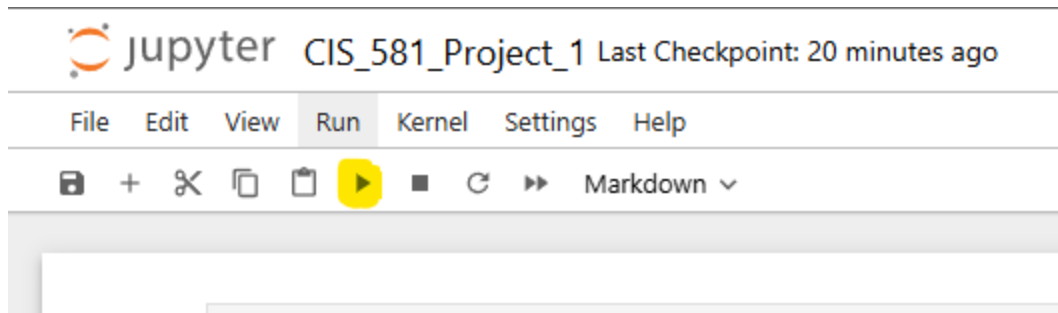 jupyter CIS_581_Project_1 Last Checkpoint: 20 minutes ago
File Edit View Run Kernel Settings Help
Markdown